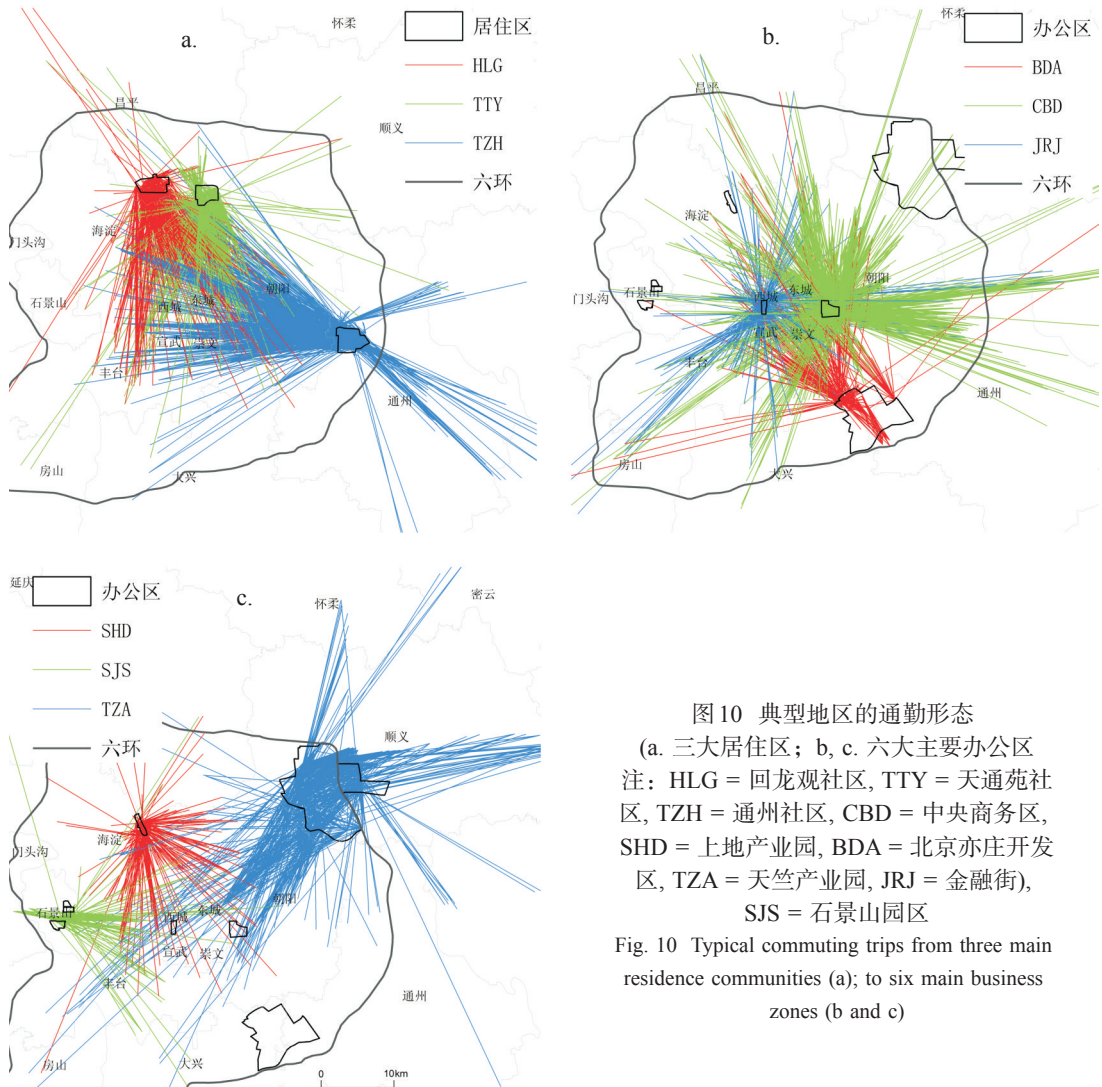 a.
怀柔
居住区
HLG
TTY
TZH
六环
昌平
顺义
海淀
门头沟
石景山
朝阳
西城
东城
宣武
崇文
丰台
通州
房山
大兴
b.
怀柔
办公区
BDA
CBD
JRJ
六环
昌平
海淀
朝阳
门头沟
石景山
西城
东城
宣武
崇文
丰台
通州
房山
大兴
延庆
办公区
c.
怀柔
密云
SHD
SJS
TZA
六环
顺义
海淀
门头沟
朝阳
石景山
西城
东城
宣武
崇文
丰台
通州
房山
大兴
0 10km
图10 典型地区的通勤形态
(a. 三大居住区；b, c. 六大主要办公区
注：HLG = 回龙观社区, TTY = 天通苑社
区, TZH = 通州社区, CBD = 中央商务区,
SHD = 上地产业园, BDA = 北京亦庄开发
区, TZA = 天竺产业园, JRJ = 金融街),
SJS = 石景山园区
Fig. 10 Typical commuting trips from three main
residence communities (a); to six main business
zones (b and c)